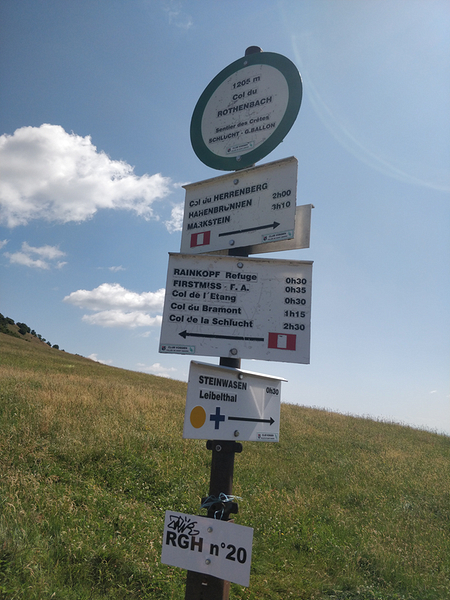 1205 m
Col du
ROTHENBACH
Sentier des Crêtes
SCHLUCHT - G.BALLON
Col du HERRENBERG 2h00
HAHNENBRUNNEN 3h10
MARKSTEIN
RAINKOPF Refuge 0h30
FIRSTMISS - F. A. 0h35
Col de l'Etang 0h30
Col du Bramont 1h15
Col de la Schlucht 2h30
STEINWASEN 0h30
Leibelthal
RGH n°20